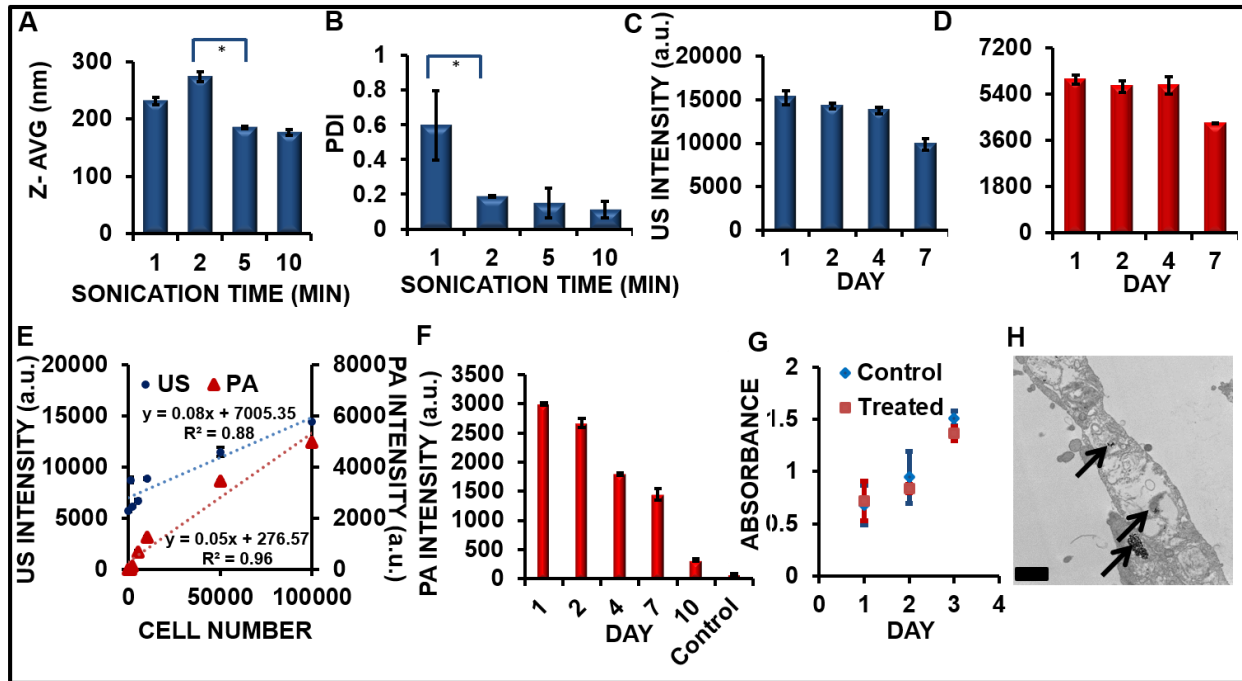 A
Z- AVG (nm)
300
200
100
0
*
1 2 5 10
SONICATION TIME (MIN)
B
PDI
1
0.8
0.6
0.4
0.2
0
*
1 2 5 10
SONICATION TIME (MIN)
C
US INTENSITY (a.u.)
20000
15000
10000
5000
0
1 2 4 7
DAY
D
7200
5400
3600
1800
0
1 2 4 7
DAY
E
US INTENSITY (a.u.)
20000
15000
10000
5000
0
US PA
y = 0.08x + 7005.35
R² = 0.88
y = 0.05x + 276.57
R² = 0.96
8000
6000
4000
2000
0
PA INTENSITY (a.u.)
0 50000 100000
CELL NUMBER
F
PA INTENSITY (a.u.)
3500
3000
2500
2000
1500
1000
500
0
1 2 4 7 10 Control
DAY
G
ABSORBANCE
2
1.5
1
0
Control
Treated
0 1 2 3 4
DAY
H